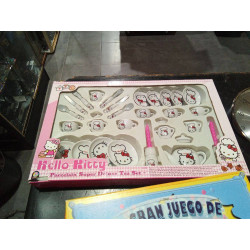 Hello Kitty
Porcelain Super Deluxe Tea Set
GRAN JUEGO DE